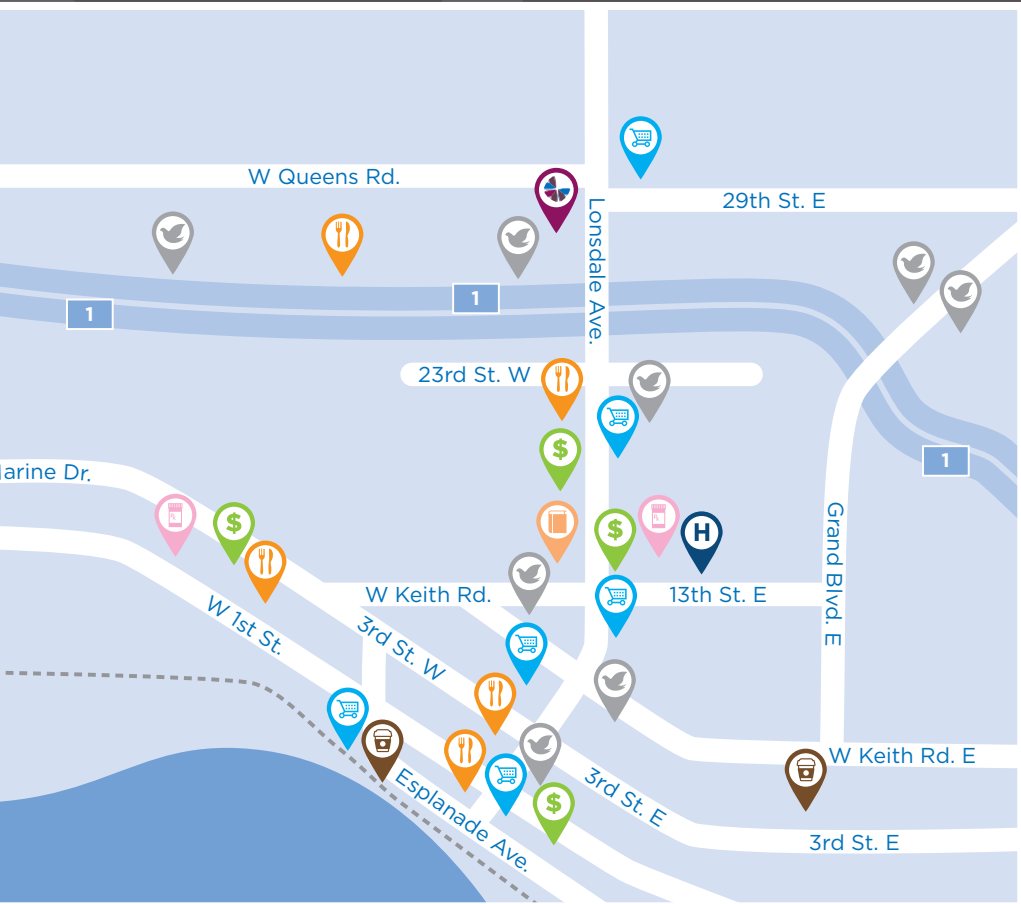 W Queens Rd.
29th St. E
Lonsdale Ave.
1
1
23rd St. W
$
1
arine Dr.
$
$
H
Grand Blvd. E
W Keith Rd.
13th St. E
W 1st St.
3rd St. W
W Keith Rd. E
Esplanade Ave.
3rd St. E
$
3rd St. E